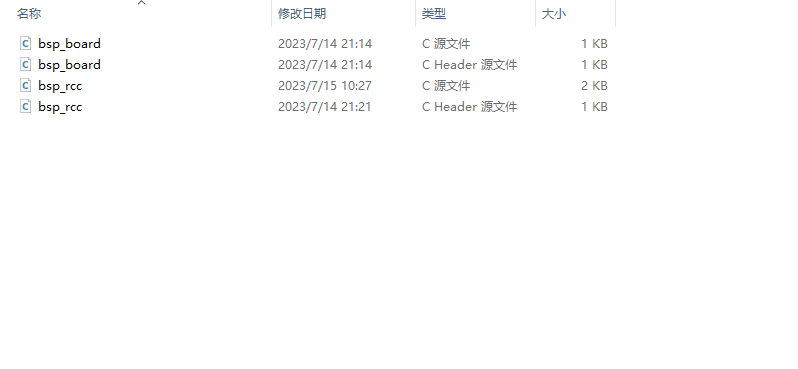 名称 修改日期 类型 大小
bsp_board 2023/7/14 21:14 C 源文件 1 KB
bsp_board 2023/7/14 21:14 C Header 源文件 1 KB
bsp_rcc 2023/7/15 10:27 C 源文件 2 KB
bsp_rcc 2023/7/14 21:21 C Header 源文件 1 KB